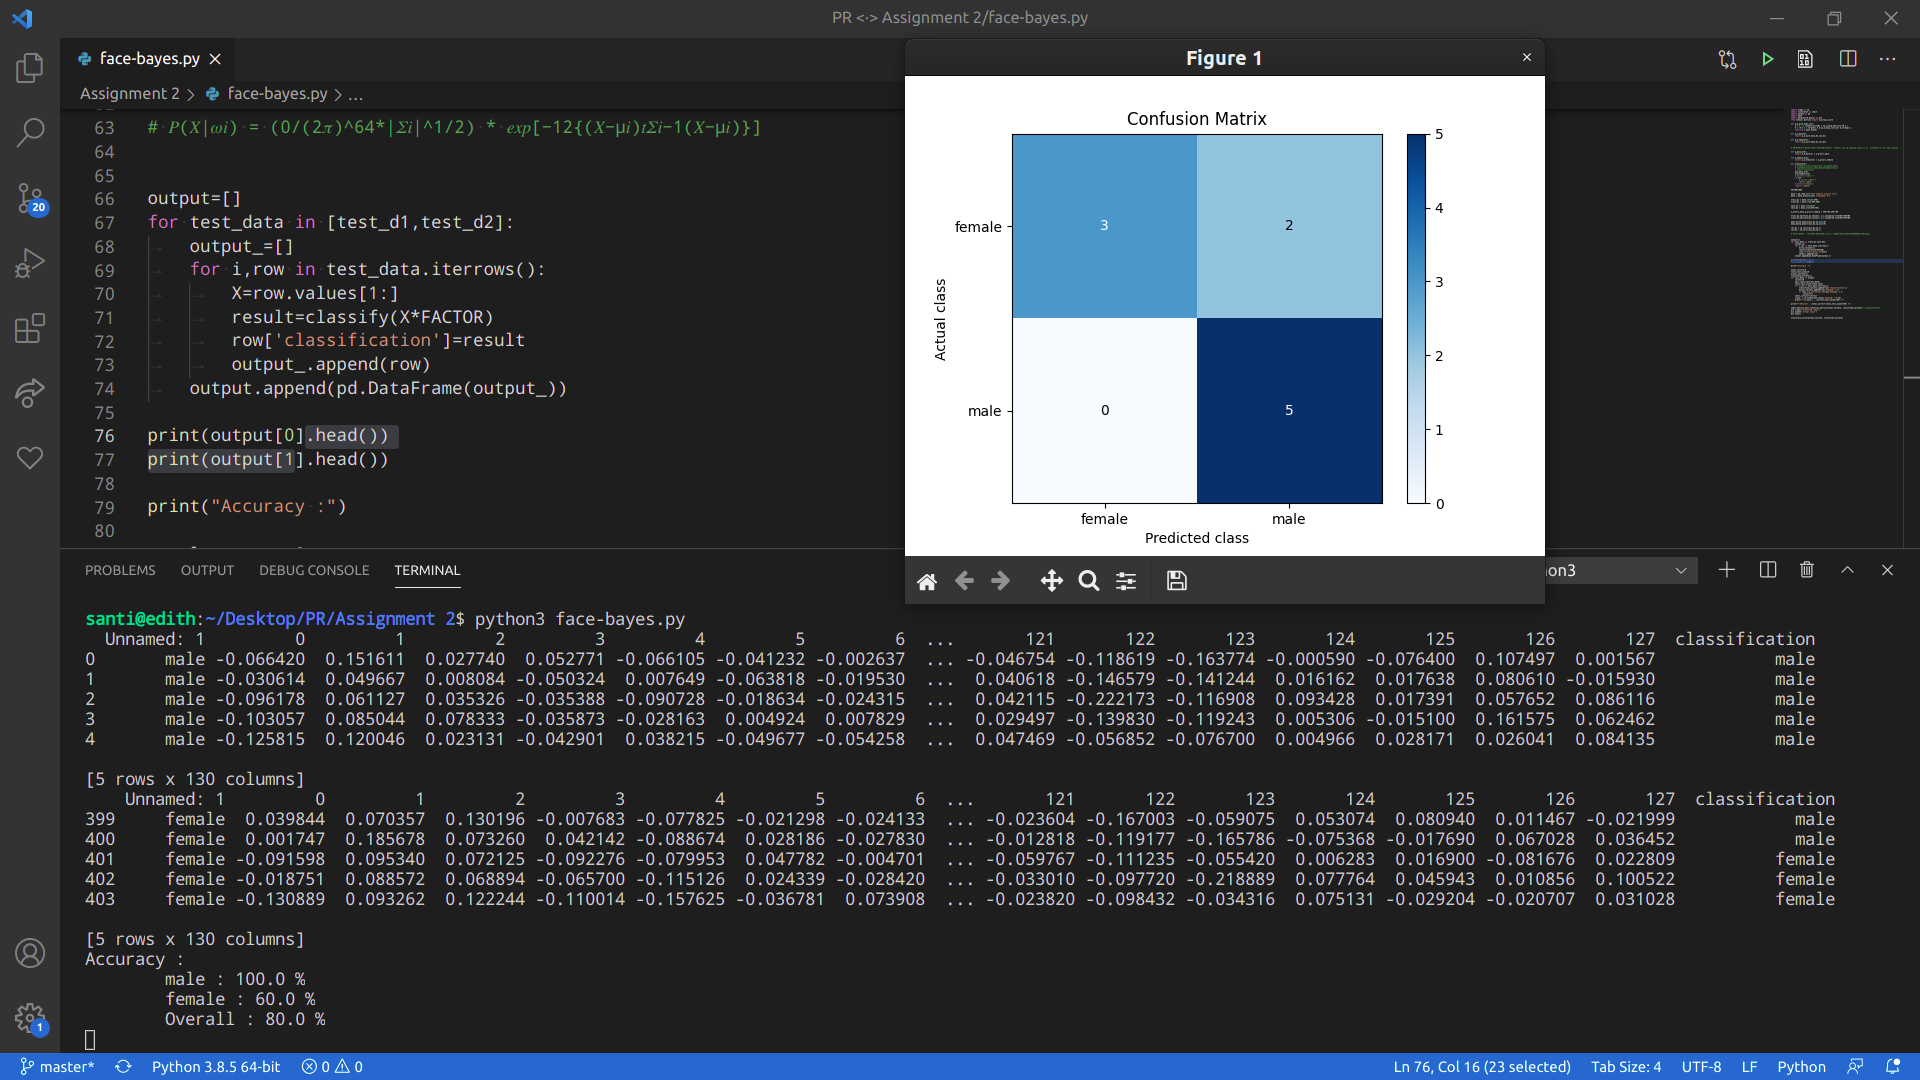 PR <·> Assignment 2/face-bayes.py
face-bayes.py
Assignment 2 > face-bayes.py > ...
63 # P(X|ωi) = (0/(2π)^64*|Σi|^1/2) * exp[-12{(X-μi)tΣi-1(X-μi)}]
64
65
66 output=[]
67 for test_data in [test_d1,test_d2]:
68 output_=[]
69 for i,row in test_data.iterrows():
70 X=row.values[1:]
71 result=classify(X*FACTOR)
72 row['classification']=result
73 output_.append(row)
74 output.append(pd.DataFrame(output_))
75
76 print(output[0].head())
77 print(output[1].head())
78
79 print("Accuracy :")
80
20
Figure 1
Confusion Matrix
female 3 2
male 0 5
female male
Actual class
Predicted class
5
4
3
2
1
0
PROBLEMS OUTPUT DEBUG CONSOLE TERMINAL
on3
santi@edith:~/Desktop/PR/Assignment 2$ python3 face-bayes.py
Unnamed: 1 0 1 2 3 4 5 6 ... 121 122 123 124 125 126 127 classification
0 male -0.066420 0.151611 0.027740 0.052771 -0.066105 -0.041232 -0.002637 ... -0.046754 -0.118619 -0.163774 -0.000590 -0.076400 0.107497 0.001567 male
1 male -0.030614 0.049667 0.008084 -0.050324 0.007649 -0.063818 -0.019530 ... 0.040618 -0.146579 -0.141244 0.016162 0.017638 0.080610 -0.015930 male
2 male -0.096178 0.061127 0.035326 -0.035388 -0.090728 -0.018634 -0.024315 ... 0.042115 -0.222173 -0.116908 0.093428 0.017391 0.057652 0.086116 male
3 male -0.103057 0.085044 0.078333 -0.035873 -0.028163 0.004924 0.007829 ... 0.029497 -0.139830 -0.119243 0.005306 -0.015100 0.161575 0.062462 male
4 male -0.125815 0.120046 0.023131 -0.042901 0.038215 -0.049677 -0.054258 ... 0.047469 -0.056852 -0.076700 0.004966 0.028171 0.026041 0.084135 male
[5 rows x 130 columns]
Unnamed: 1 0 1 2 3 4 5 6 ... 121 122 123 124 125 126 127 classification
399 female 0.039844 0.070357 0.130196 -0.007683 -0.077825 -0.021298 -0.024133 ... -0.023604 -0.167003 -0.059075 0.053074 0.080940 0.011467 -0.021999 male
400 female 0.001747 0.185678 0.073260 0.042142 -0.088674 0.028186 -0.027830 ... -0.012818 -0.119177 -0.165786 -0.075368 -0.017690 0.067028 0.036452 male
401 female -0.091598 0.095340 0.072125 -0.092276 -0.079953 0.047782 -0.004701 ... -0.059767 -0.111235 -0.055420 0.006283 0.016900 -0.081676 0.022809 female
402 female -0.018751 0.088572 0.068894 -0.065700 -0.115126 0.024339 -0.028420 ... -0.033010 -0.097720 -0.218889 0.077764 0.045943 0.010856 0.100522 female
403 female -0.130889 0.093262 0.122244 -0.110014 -0.157625 -0.036781 0.073908 ... -0.023820 -0.098432 -0.034316 0.075131 -0.029204 -0.020707 0.031028 female
[5 rows x 130 columns]
Accuracy :
male : 100.0 %
female : 60.0 %
Overall : 80.0 %
1
master* Python 3.8.5 64-bit 0 0 Ln 76, Col 16 (23 selected) Tab Size: 4 UTF-8 LF Python